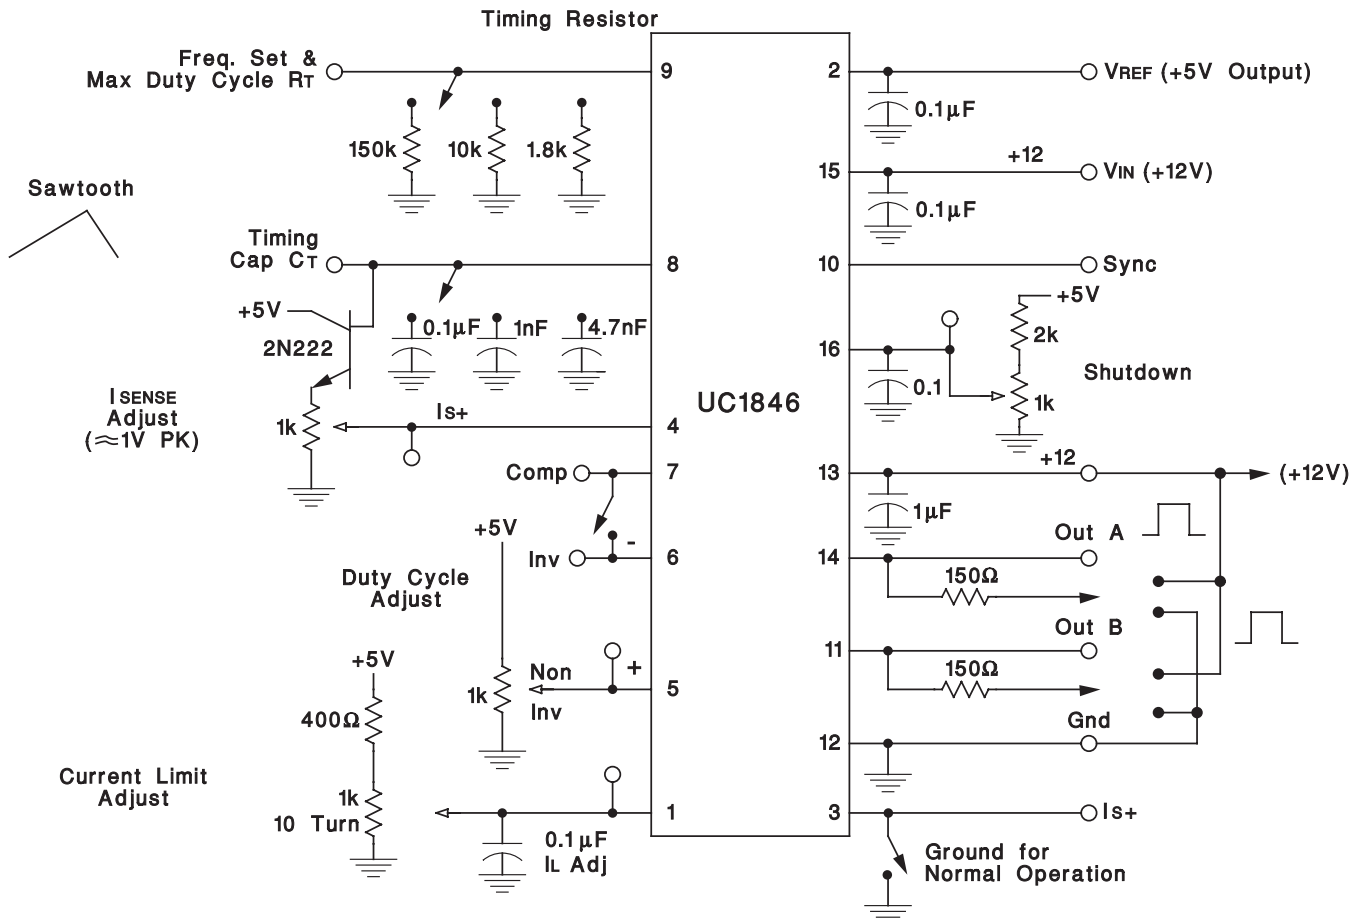 Timing Resistor
Freq. Set &
Max Duty Cycle RT
9
150k
10k
1.8k
Sawtooth
Timing
Cap CT
8
+5V
2N222
0.1µF
1nF
4.7nF
I SENSE
Adjust
(≈1V PK)
1k
IS+
4
Comp
7
+5V
Inv
-
6
Duty Cycle
Adjust
1k
Non
Inv
+
5
+5V
400Ω
Current Limit
Adjust
1k
10 Turn
1
0.1µF
IL Adj
UC1846
2
VREF (+5V Output)
0.1µF
15
+12
VIN (+12V)
0.1µF
10
Sync
+5V
2k
16
0.1
1k
Shutdown
13
+12
(+12V)
1µF
Out A
14
150Ω
Out B
11
150Ω
Gnd
12
3
IS+
Ground for
Normal Operation